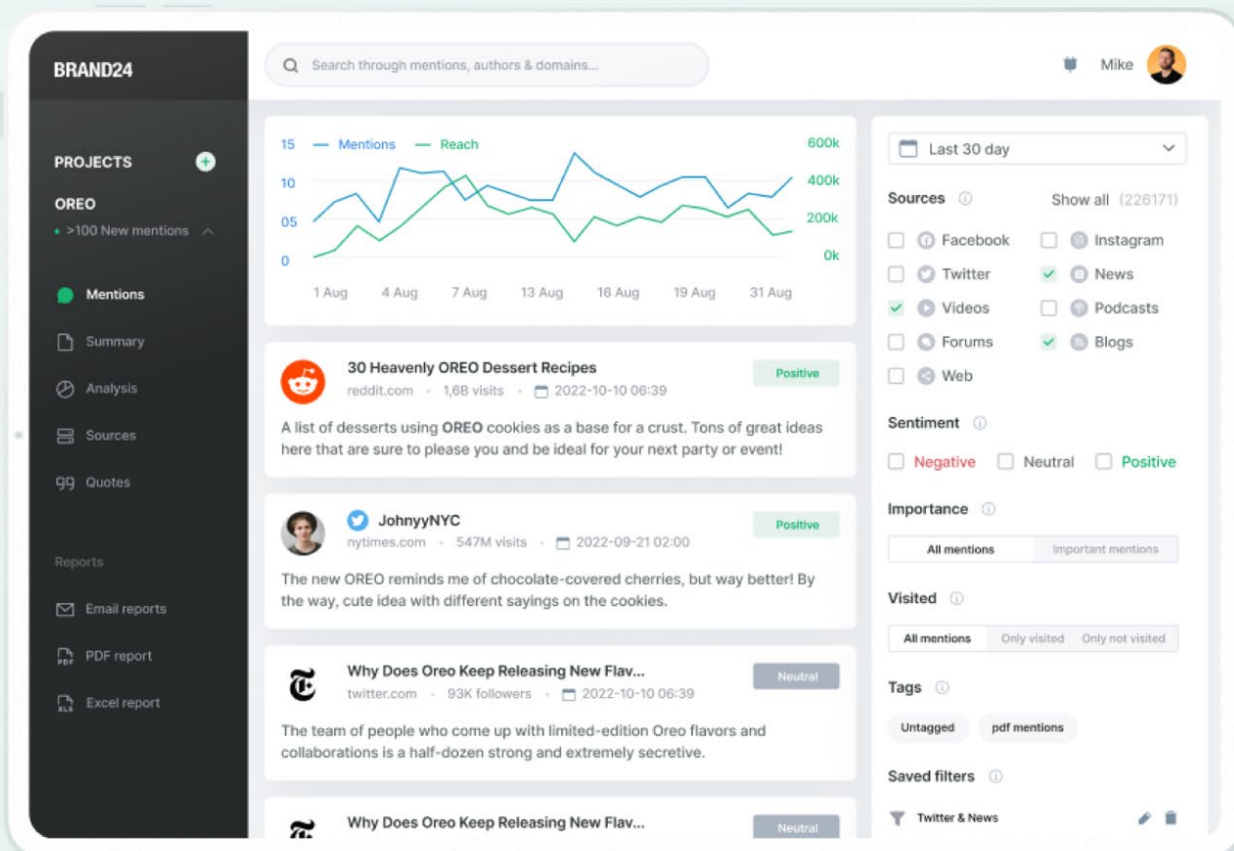 BRAND24
Search through mentions, authors & domains...
Mike
PROJECTS
OREO
>100 New mentions
Mentions
Summary
Analysis
Sources
Quotes
Reports
Email reports
PDF
PDF report
XLS
Excel report
15 Mentions Reach 600k
10 400k
05 200k
0 0k
1 Aug 4 Aug 7 Aug 13 Aug 16 Aug 19 Aug 31 Aug
30 Heavenly OREO Dessert Recipes
Positive
reddit.com • 1,6B visits • 2022-10-10 06:39
A list of desserts using OREO cookies as a base for a crust. Tons of great ideas
here that are sure to please you and be ideal for your next party or event!
JohnyyNYC
Positive
nytimes.com • 547M visits • 2022-09-21 02:00
The new OREO reminds me of chocolate-covered cherries, but way better! By
the way, cute idea with different sayings on the cookies.
Why Does Oreo Keep Releasing New Flav...
Neutral
twitter.com • 93K followers • 2022-10-10 06:39
The team of people who come up with limited-edition Oreo flavors and
collaborations is a half-dozen strong and extremely secretive.
Why Does Oreo Keep Releasing New Flav...
Neutral
Last 30 day
Sources Show all (226171)
Facebook Instagram
Twitter News
Videos Podcasts
Forums Blogs
Web
Sentiment
Negative Neutral Positive
Importance
All mentions Important mentions
Visited
All mentions Only visited Only not visited
Tags
Untagged pdf mentions
Saved filters
Twitter & News